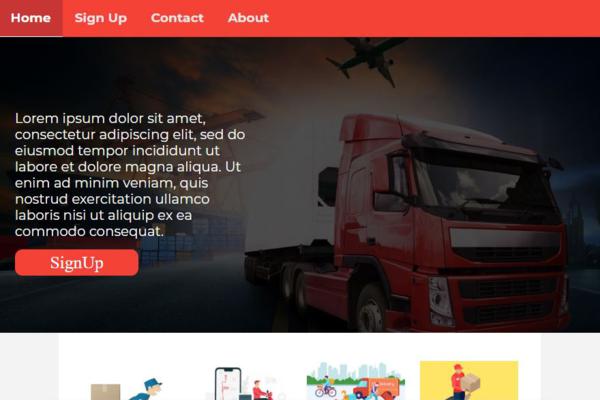 Home Sign Up Contact About
Lorem ipsum dolor sit amet,
consectetur adipiscing elit, sed do
eiusmod tempor incididunt ut
labore et dolore magna aliqua. Ut
enim ad minim veniam, quis
nostrud exercitation ullamco
laboris nisi ut aliquip ex ea
commodo consequat.
SignUp